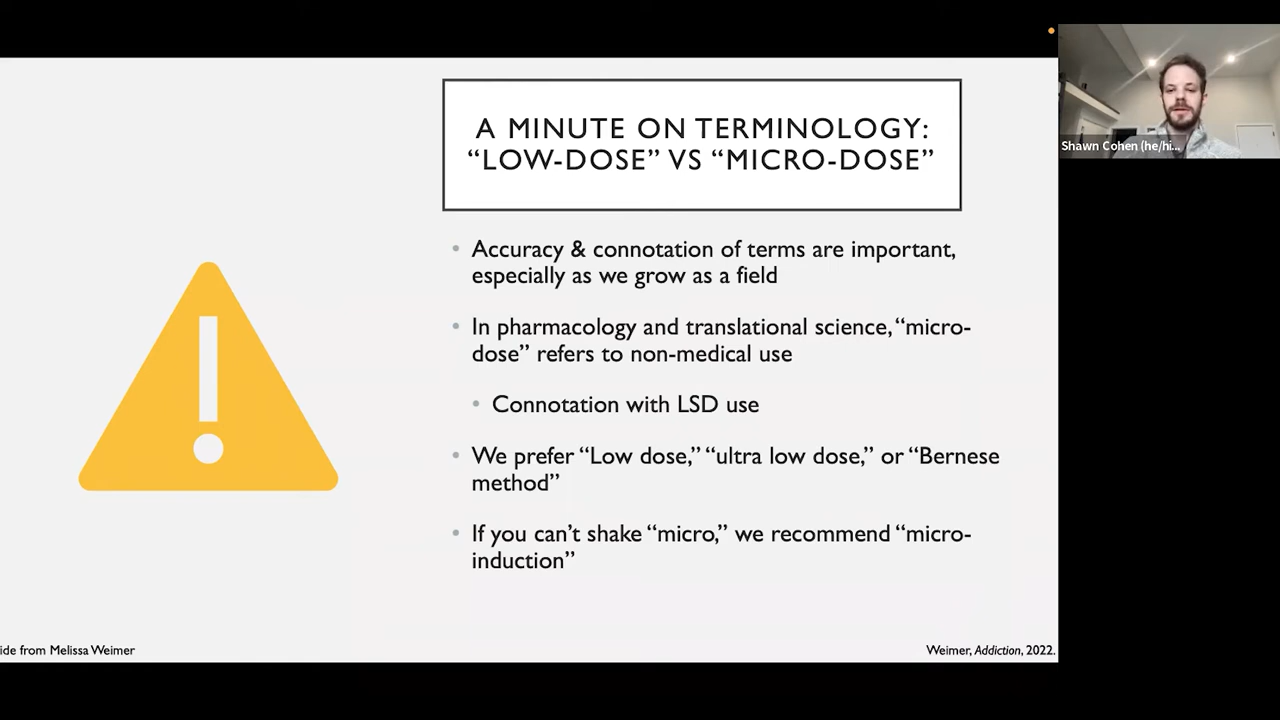 A MINUTE ON TERMINOLOGY:
“LOW-DOSE” VS “MICRO-DOSE”
Shawn Cohen (he/hi...
• Accuracy & connotation of terms are important,
especially as we grow as a field
• In pharmacology and translational science, “micro-
dose” refers to non-medical use
• Connotation with LSD use
• We prefer “Low dose,” “ultra low dose,” or “Bernese
method”
• If you can’t shake “micro,” we recommend “micro-
induction”
ide from Melissa Weimer
Weimer, Addiction, 2022.